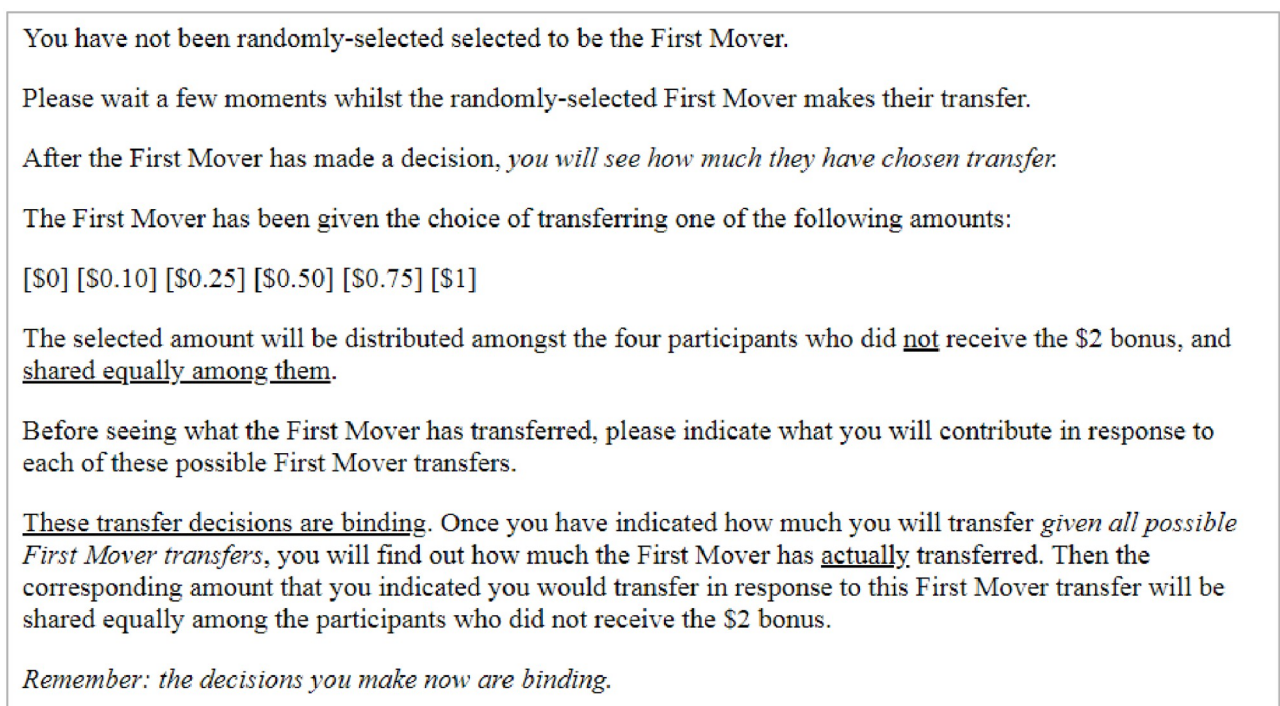 You have not been randomly-selected selected to be the First Mover.
Please wait a few moments whilst the randomly-selected First Mover makes their transfer.
After the First Mover has made a decision, you will see how much they have chosen transfer.
The First Mover has been given the choice of transferring one of the following amounts:
[$0] [$0.10] [$0.25] [$0.50] [$0.75] [$1]
The selected amount will be distributed amongst the four participants who did not receive the $2 bonus, and
shared equally among them.
Before seeing what the First Mover has transferred, please indicate what you will contribute in response to
each of these possible First Mover transfers.
These transfer decisions are binding. Once you have indicated how much you will transfer given all possible
First Mover transfers, you will find out how much the First Mover has actually transferred. Then the
corresponding amount that you indicated you would transfer in response to this First Mover transfer will be
shared equally among the participants who did not receive the $2 bonus.
Remember: the decisions you make now are binding.